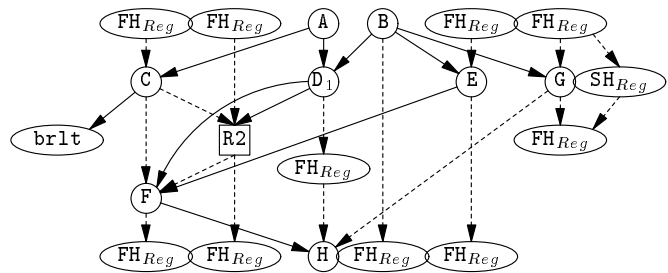 FH_Reg FH_Reg A B FH_Reg FH_Reg
C D_1 E G SH_Reg
brlt R2 FH_Reg
FH_Reg
F
FH_Reg FH_Reg H FH_Reg FH_Reg